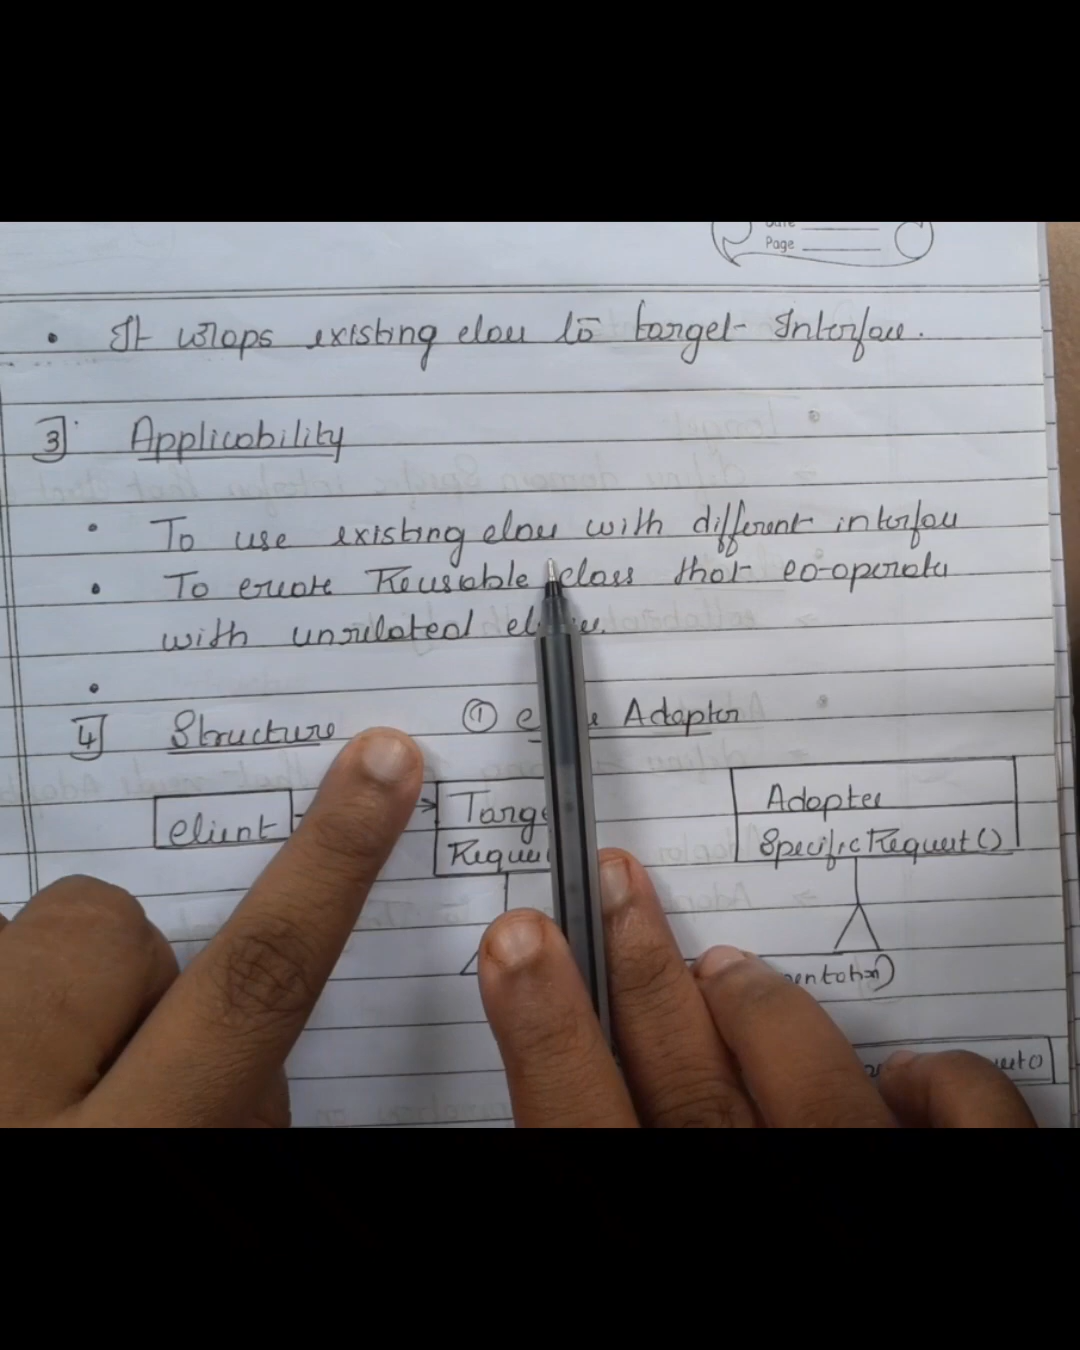 Page
• It wraps existing class to target Interface.
3 Applicability
• To use existing class with different interface
• To create Reusable class that co-operate
with unrelated
•
4 Structure ① Adapter
client
Adaptee
SpecificRequest()